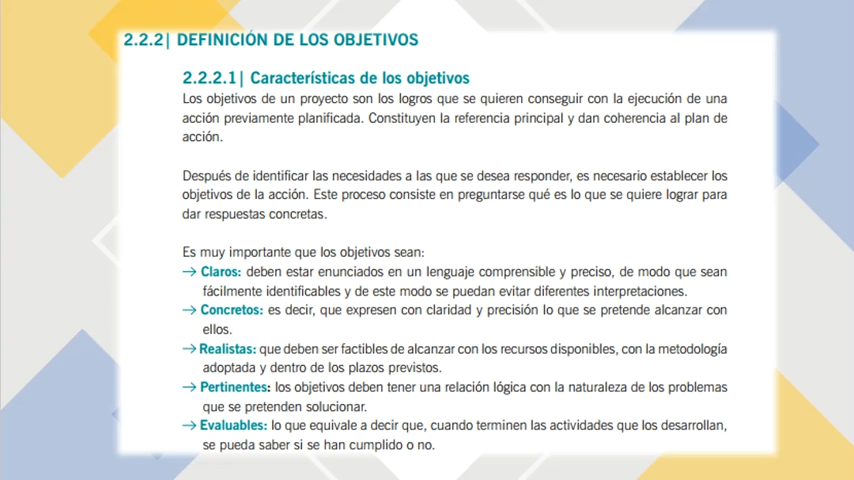 2.2.2| DEFINICIÓN DE LOS OBJETIVOS
2.2.2.1| Características de los objetivos
Los objetivos de un proyecto son los logros que se quieren conseguir con la ejecución de una
acción previamente planificada. Constituyen la referencia principal y dan coherencia al plan de
acción.
Después de identificar las necesidades a las que se desea responder, es necesario establecer los
objetivos de la acción. Este proceso consiste en preguntarse qué es lo que se quiere lograr para
dar respuestas concretas.
Es muy importante que los objetivos sean:
→ Claros: deben estar enunciados en un lenguaje comprensible y preciso, de modo que sean
fácilmente identificables y de este modo se puedan evitar diferentes interpretaciones.
→ Concretos: es decir, que expresen con claridad y precisión lo que se pretende alcanzar con
ellos.
→ Realistas: que deben ser factibles de alcanzar con los recursos disponibles, con la metodología
adoptada y dentro de los plazos previstos.
→ Pertinentes: los objetivos deben tener una relación lógica con la naturaleza de los problemas
que se pretenden solucionar.
→ Evaluables: lo que equivale a decir que, cuando terminen las actividades que los desarrollan,
se pueda saber si se han cumplido o no.